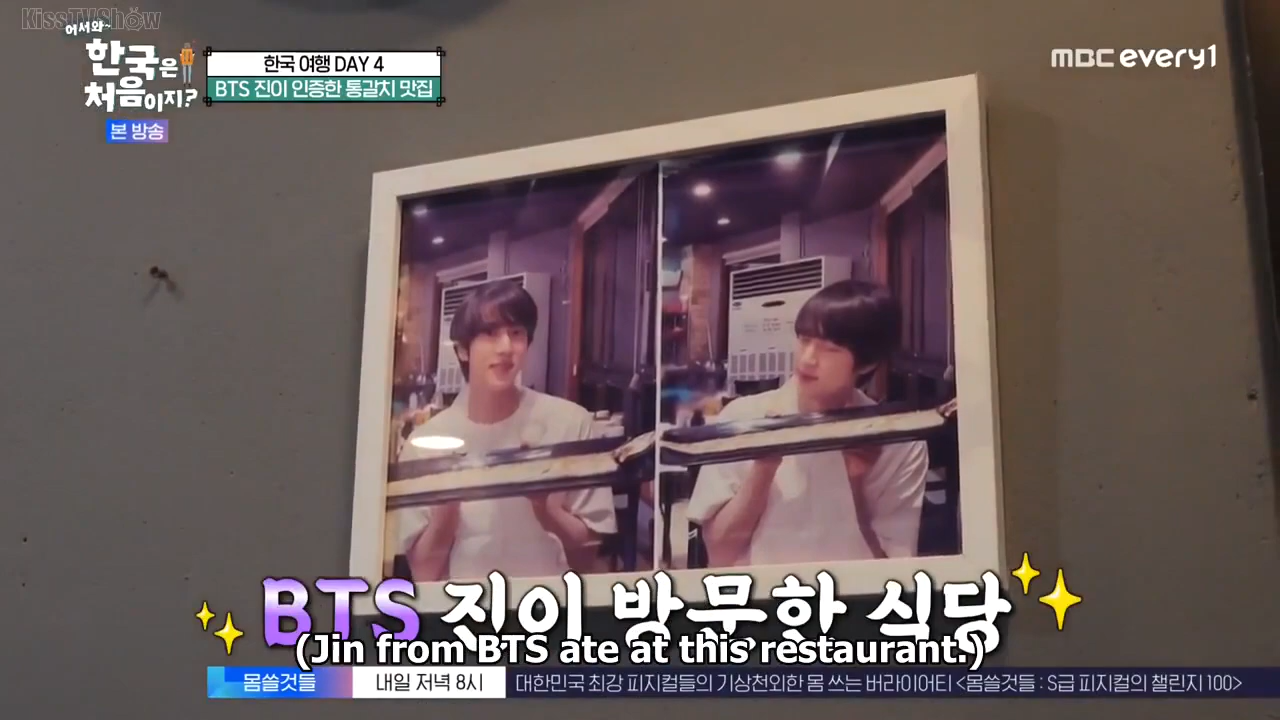 KissTVShow
어서와~
한국은
처음이지?
본 방송
한국 여행 DAY 4
BTS 진이 인증한 통갈치 맛집
MBC every1
BTS 진이 방문한 식당
(Jin from BTS ate at this restaurant.)
몸쓸것들 내일 저녁 8시 대한민국 최강 피지컬들의 기상천외한 몸 쓰는 버라이어티 <몸쓸것들 : S급 피지컬의 챌린지 100>